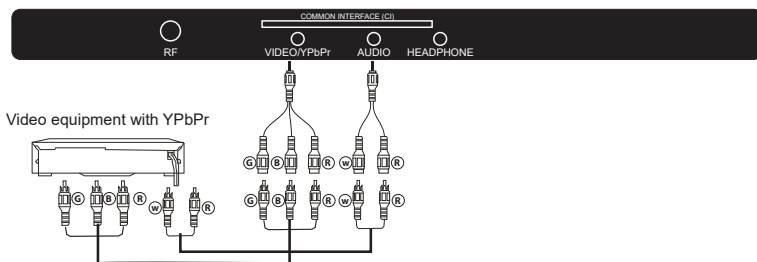 COMMON INTERFACE (CI)
RF VIDEO/YPbPr AUDIO HEADPHONE
Video equipment with YPbPr
G B R w R
G B R w R
G B R w R